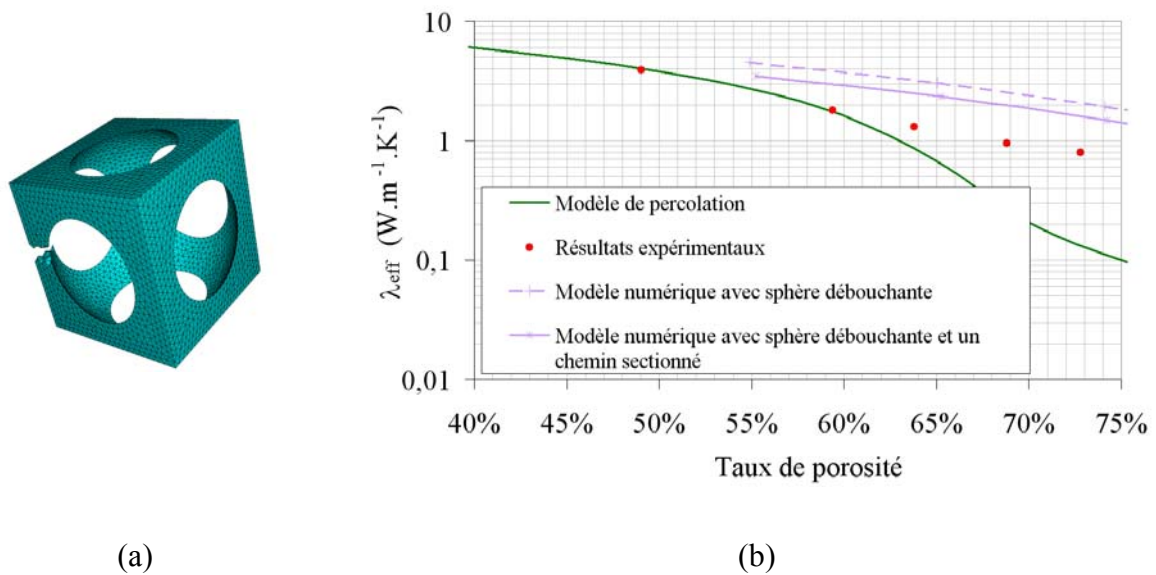 10
1
0,1
0,01
λeff (W.m-1.K-1)
Modèle de percolation
Résultats expérimentaux
Modèle numérique avec sphère débouchante
Modèle numérique avec sphère débouchante et un
chemin sectionné
40% 45% 50% 55% 60% 65% 70% 75%
Taux de porosité
(a)
(b)